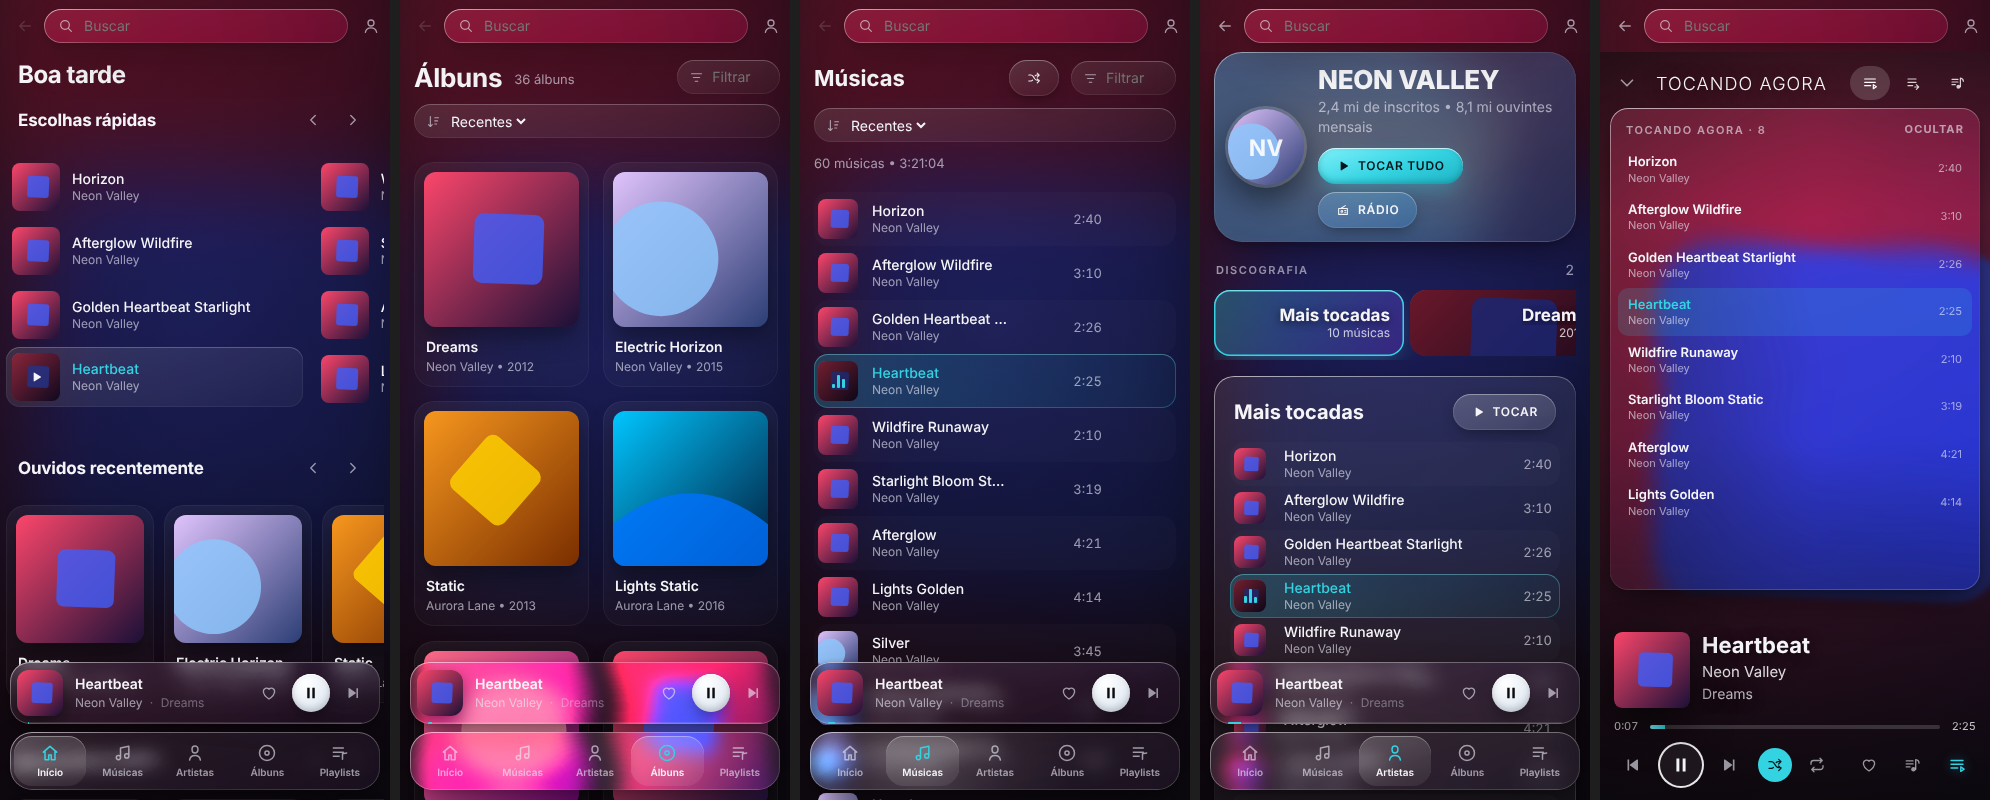 Buscar
Boa tarde
Escolhas rápidas
Horizon
Neon Valley
Afterglow Wildfire
Neon Valley
Golden Heartbeat Starlight
Neon Valley
Heartbeat
Neon Valley
Ouvidos recentemente
Heartbeat
Neon Valley · Dreams
Início
Músicas
Artistas
Álbuns
Playlists
Buscar
Álbuns 36 álbuns
Filtrar
Recentes
Dreams
Neon Valley • 2012
Electric Horizon
Neon Valley • 2015
Static
Aurora Lane • 2013
Lights Static
Aurora Lane • 2016
Heartbeat
Neon Valley · Dreams
Início
Músicas
Artistas
Álbuns
Playlists
Buscar
Músicas
Filtrar
Recentes
60 músicas • 3:21:04
Horizon
Neon Valley
2:40
Afterglow Wildfire
Neon Valley
3:10
Golden Heartbeat ...
Neon Valley
2:26
Heartbeat
Neon Valley
2:25
Wildfire Runaway
Neon Valley
2:10
Starlight Bloom St...
Neon Valley
3:19
Afterglow
Neon Valley
4:21
Lights Golden
Neon Valley
4:14
Silver
Neon Valley
3:45
Heartbeat
Neon Valley · Dreams
Início
Músicas
Artistas
Álbuns
Playlists
Buscar
NV
NEON VALLEY
2,4 mi de inscritos • 8,1 mi ouvintes
mensais
TOCAR TUDO
RÁDIO
DISCOGRAFIA 2
Mais tocadas
10 músicas
Dream
201
Mais tocadas
TOCAR
Horizon
Neon Valley
2:40
Afterglow Wildfire
Neon Valley
3:10
Golden Heartbeat Starlight
Neon Valley
2:26
Heartbeat
Neon Valley
2:25
Wildfire Runaway
Neon Valley
2:10
Heartbeat
Neon Valley · Dreams
4:21
Início
Músicas
Artistas
Álbuns
Playlists
Buscar
TOCANDO AGORA
TOCANDO AGORA · 8
OCULTAR
Horizon
Neon Valley
2:40
Afterglow Wildfire
Neon Valley
3:10
Golden Heartbeat Starlight
Neon Valley
2:26
Heartbeat
Neon Valley
2:25
Wildfire Runaway
Neon Valley
2:10
Starlight Bloom Static
Neon Valley
3:19
Afterglow
Neon Valley
4:21
Lights Golden
Neon Valley
4:14
Heartbeat
Neon Valley
Dreams
0:07
2:25